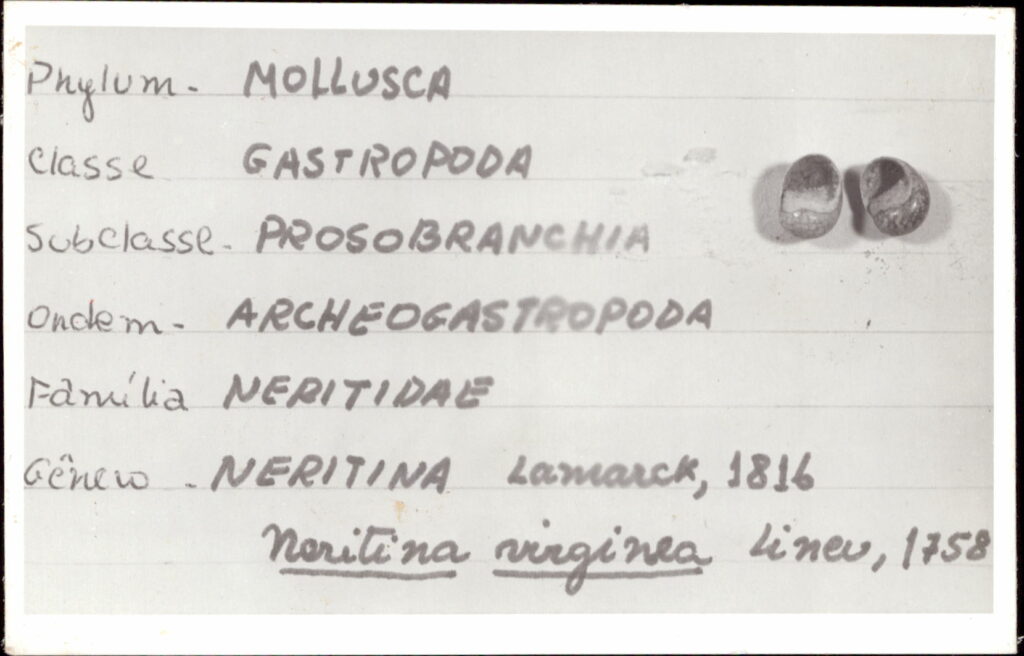 Phylum - MOLLUSCA
Classe GASTROPODA
Subclasse - PROSOBRANCHIA
Ordem - ARCHEOGASTROPODA
Família NERITIDAE
Gênero - NERITINA Lamarck, 1816
Neritina virginea Lineu, 1758